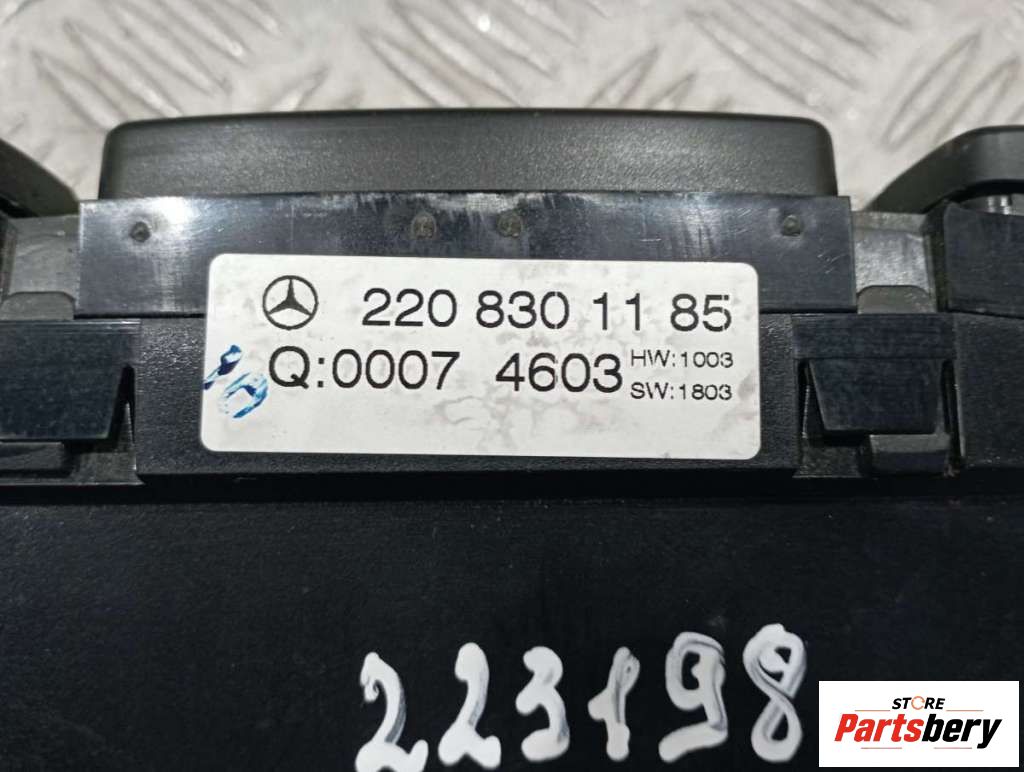 220 830 11 85
Q:0007 4603 HW:1003
SW:1803
223198
STORE
Partsbery